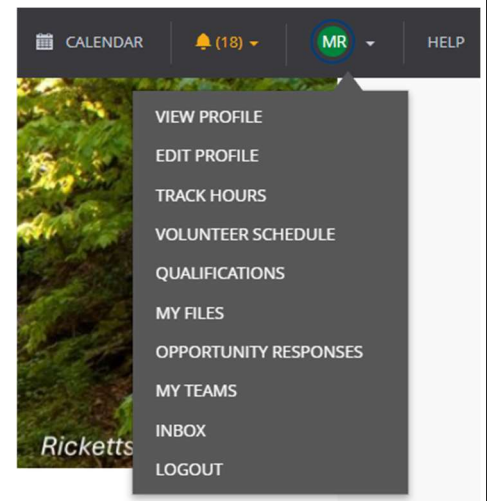 CALENDAR (18) MR HELP
VIEW PROFILE
EDIT PROFILE
TRACK HOURS
VOLUNTEER SCHEDULE
QUALIFICATIONS
MY FILES
OPPORTUNITY RESPONSES
MY TEAMS
INBOX
Ricketts
LOGOUT